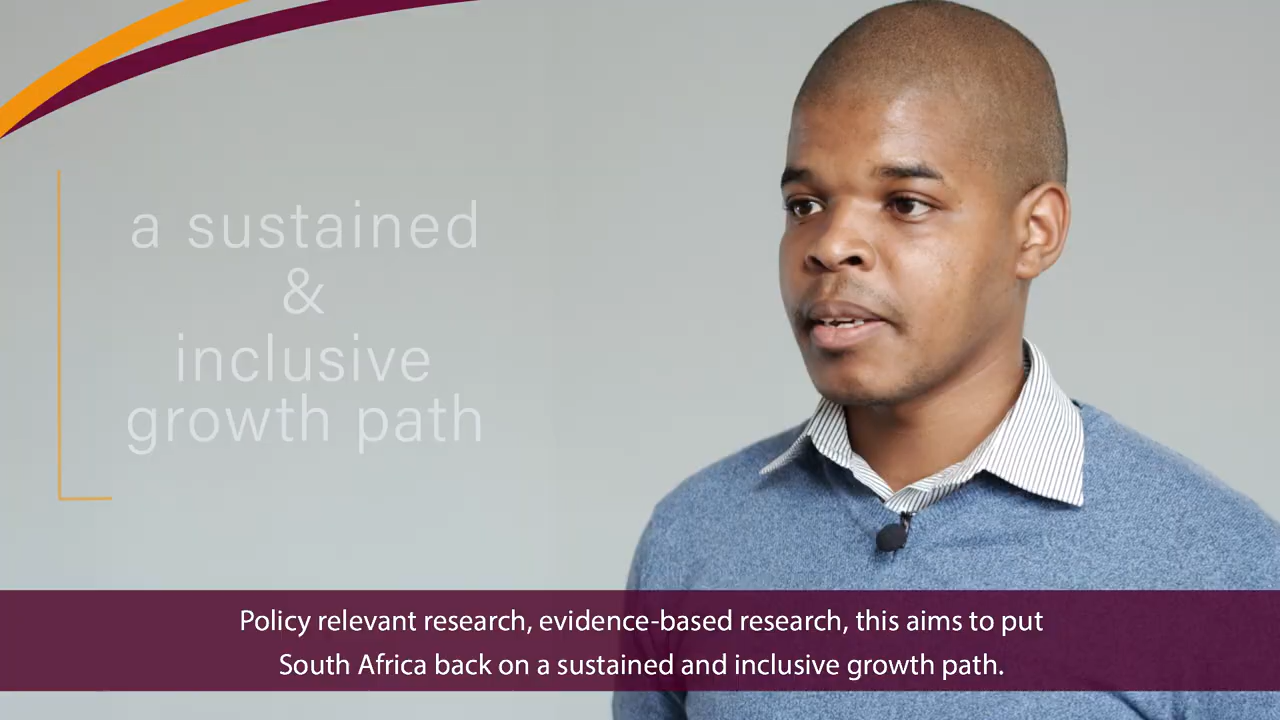 a sustained
&
inclusive
growth path
Policy relevant research, evidence-based research, this aims to put
South Africa back on a sustained and inclusive growth path.